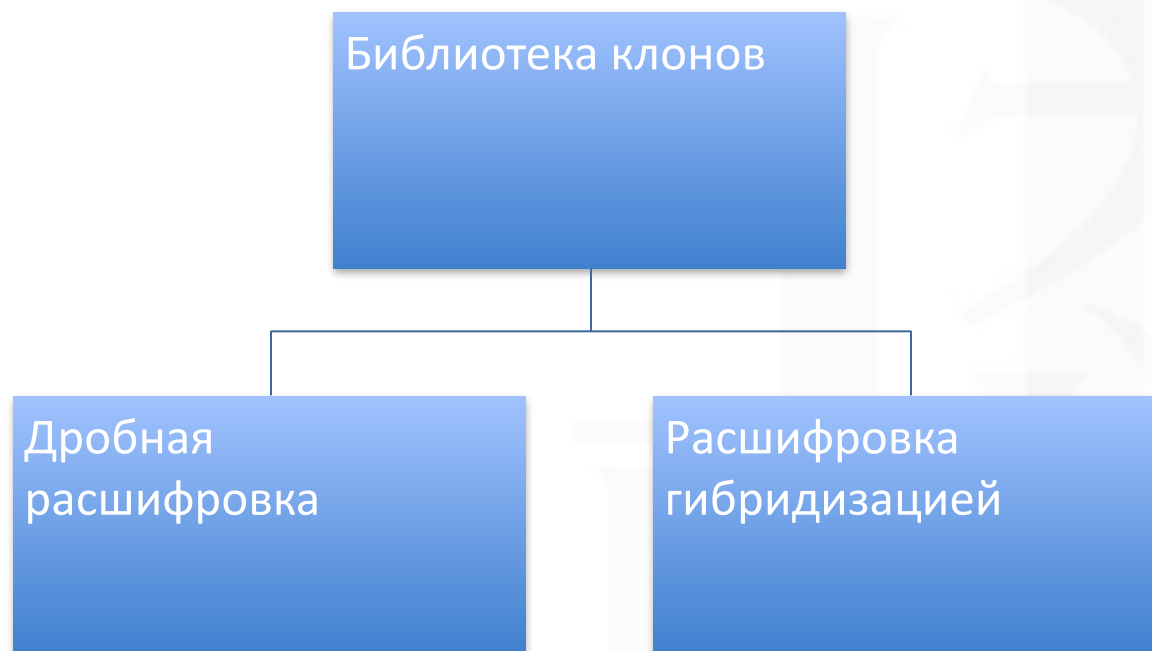 Библиотека клонов
Дробная
расшифровка
Расшифровка
гибридизацией